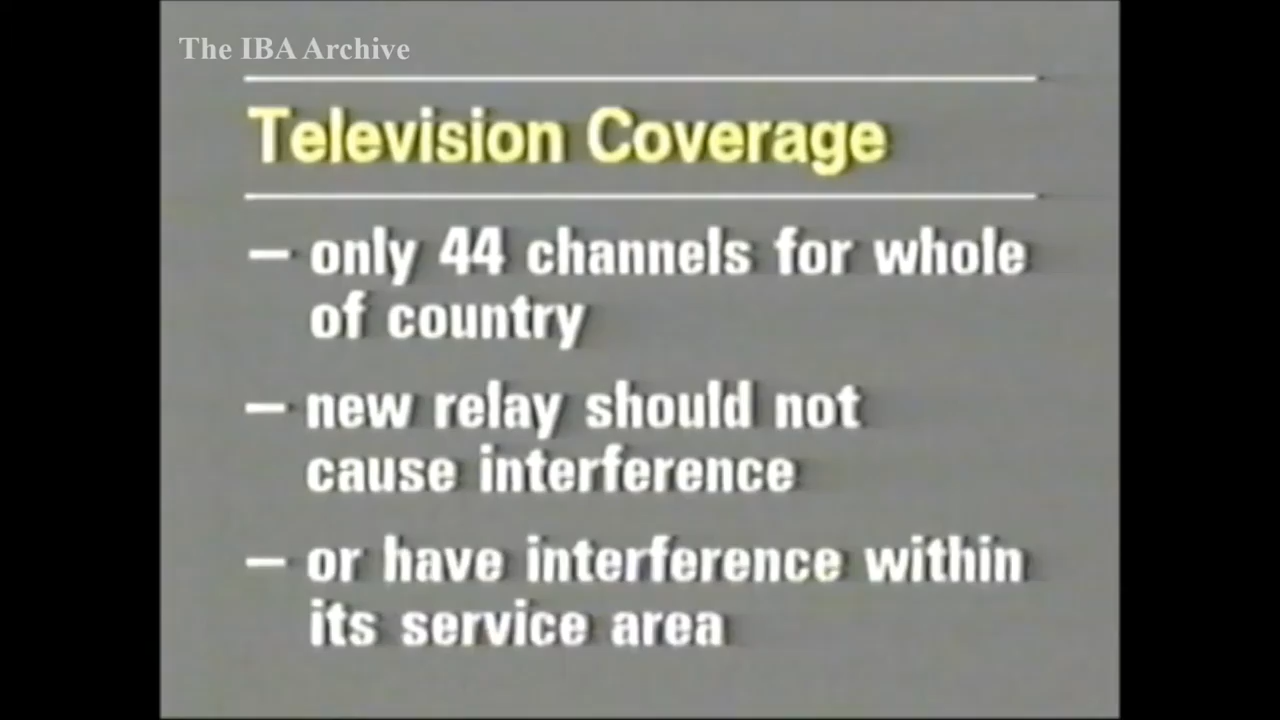 The IBA Archive
Television Coverage
– only 44 channels for whole
of country
– new relay should not
cause interference
– or have interference within
its service area